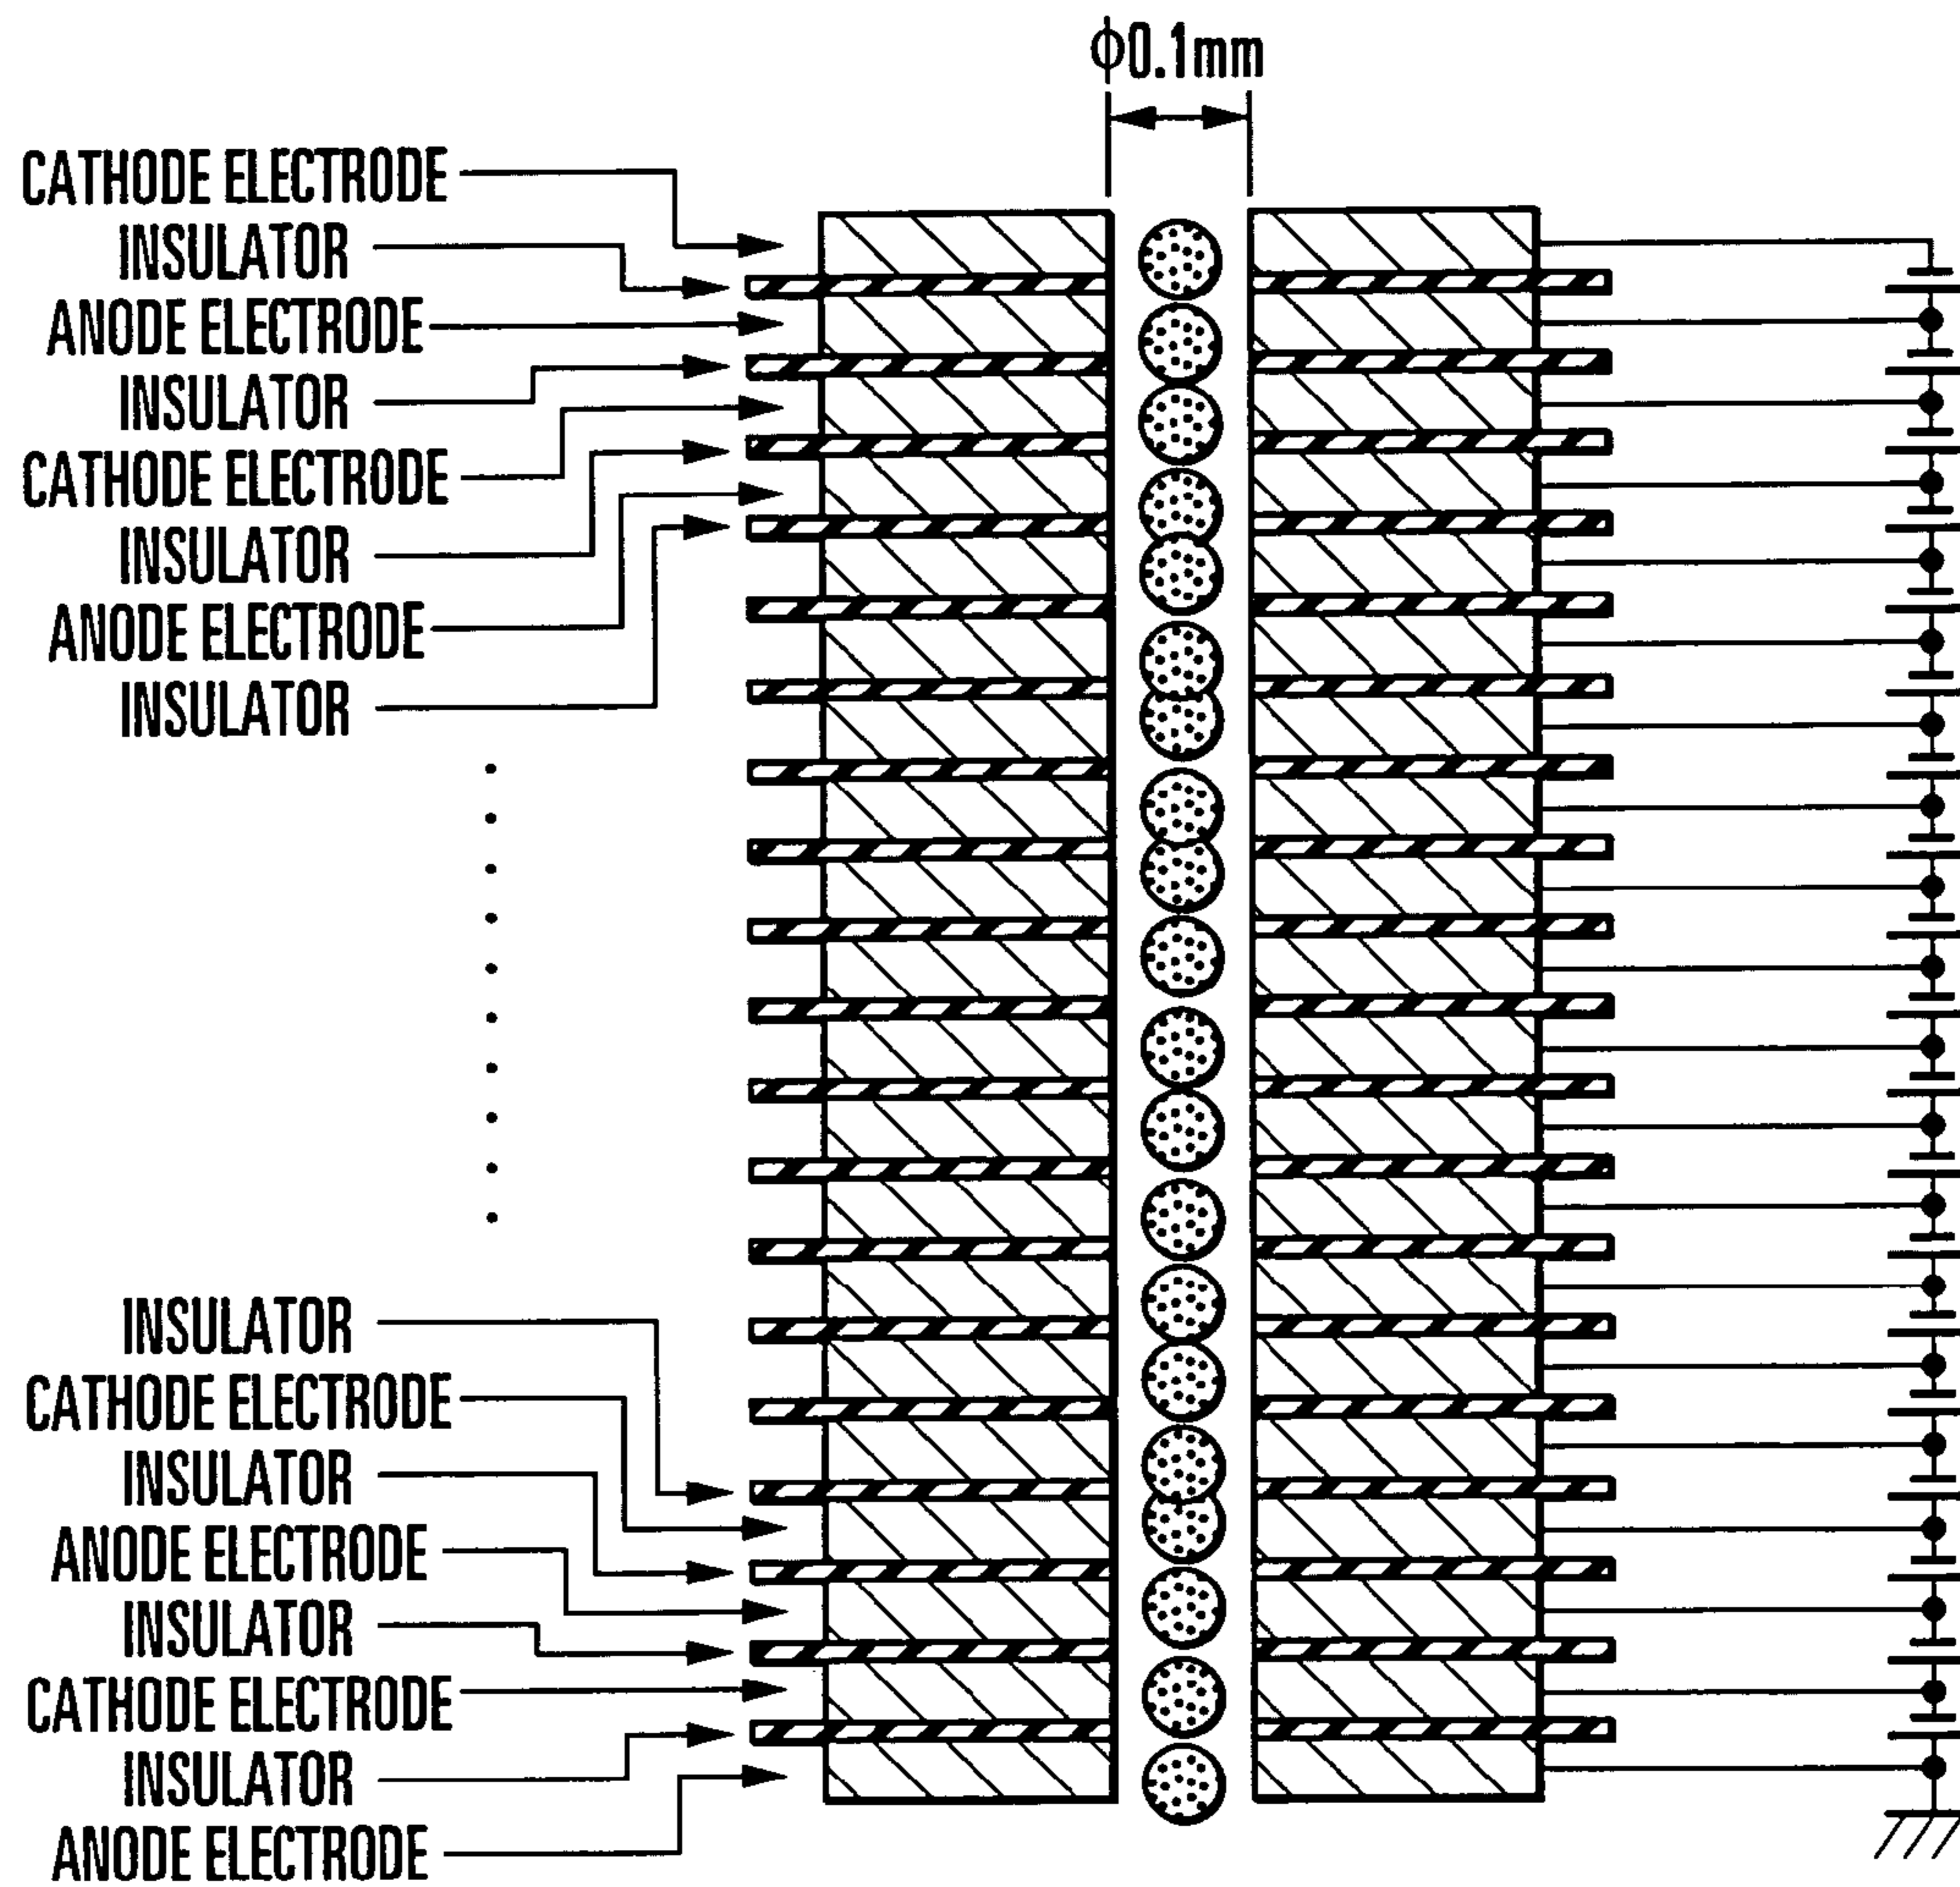 ϕ0.1mm
CATHODE ELECTRODE
INSULATOR
ANODE ELECTRODE
INSULATOR
CATHODE ELECTRODE
INSULATOR
ANODE ELECTRODE
INSULATOR
INSULATOR
CATHODE ELECTRODE
INSULATOR
ANODE ELECTRODE
INSULATOR
CATHODE ELECTRODE
INSULATOR
ANODE ELECTRODE